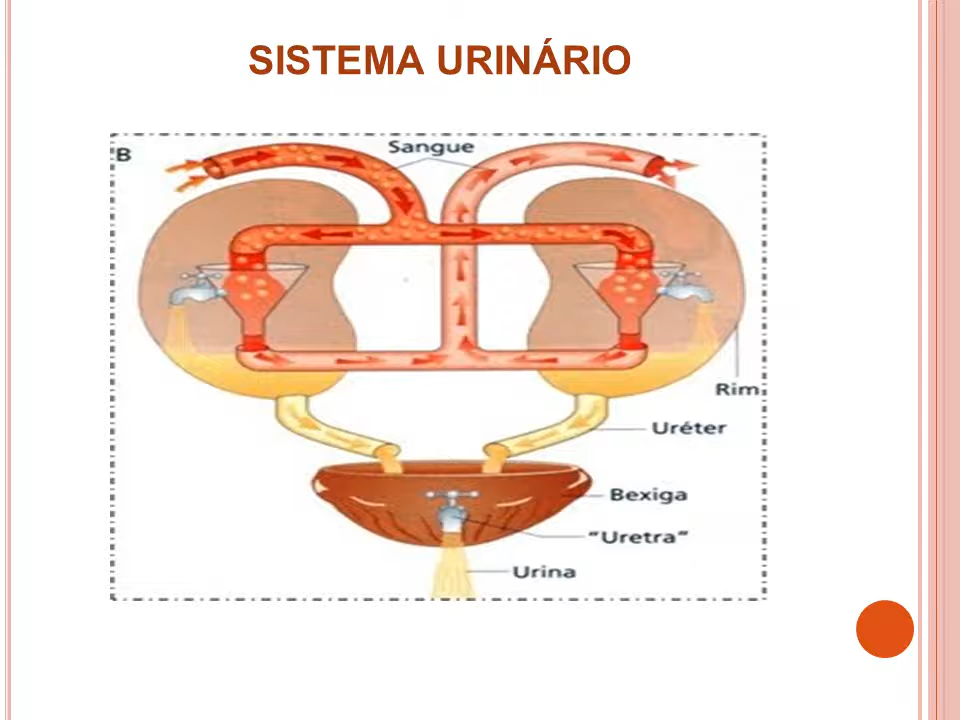 SISTEMA URINÁRIO
B
Sangue
Rim
Uréter
Bexiga
"Uretra"
Urina